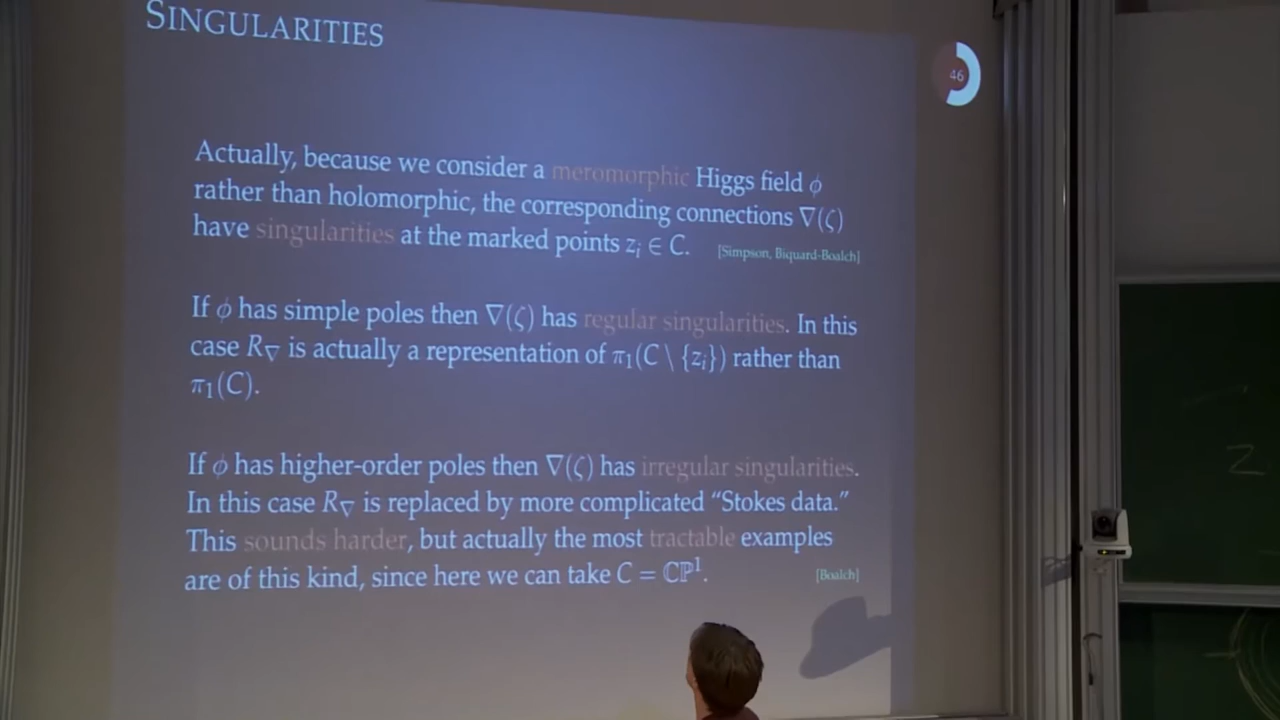 SINGULARITIES
46
Actually, because we consider a meromorphic Higgs field ϕ
rather than holomorphic, the corresponding connections ∇(ζ)
have singularities at the marked points zᵢ ∈ C. [Simpson, Biquard-Boalch]
If ϕ has simple poles then ∇(ζ) has regular singularities. In this
case R∇ is actually a representation of π₁(C \ {zᵢ}) rather than
π₁(C).
If ϕ has higher-order poles then ∇(ζ) has irregular singularities.
In this case R∇ is replaced by more complicated “Stokes data.”
This sounds harder, but actually the most tractable examples
are of this kind, since here we can take C = ℂℙ¹. [Boalch]